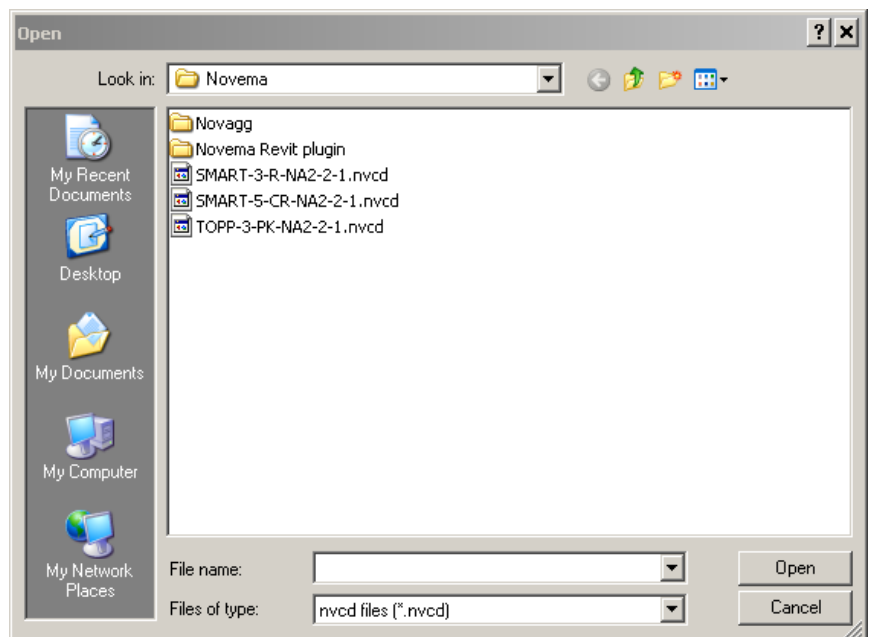 Open
?
Look in:
Novema
My Recent
Documents
Desktop
My Documents
My Computer
My Network
Places
Novagg
Novema Revit plugin
SMART-3-R-NA2-2-1.nvcd
SMART-5-CR-NA2-2-1.nvcd
TOPP-3-PK-NA2-2-1.nvcd
File name:
Open
Files of type:
nvcd files (*.nvcd)
Cancel